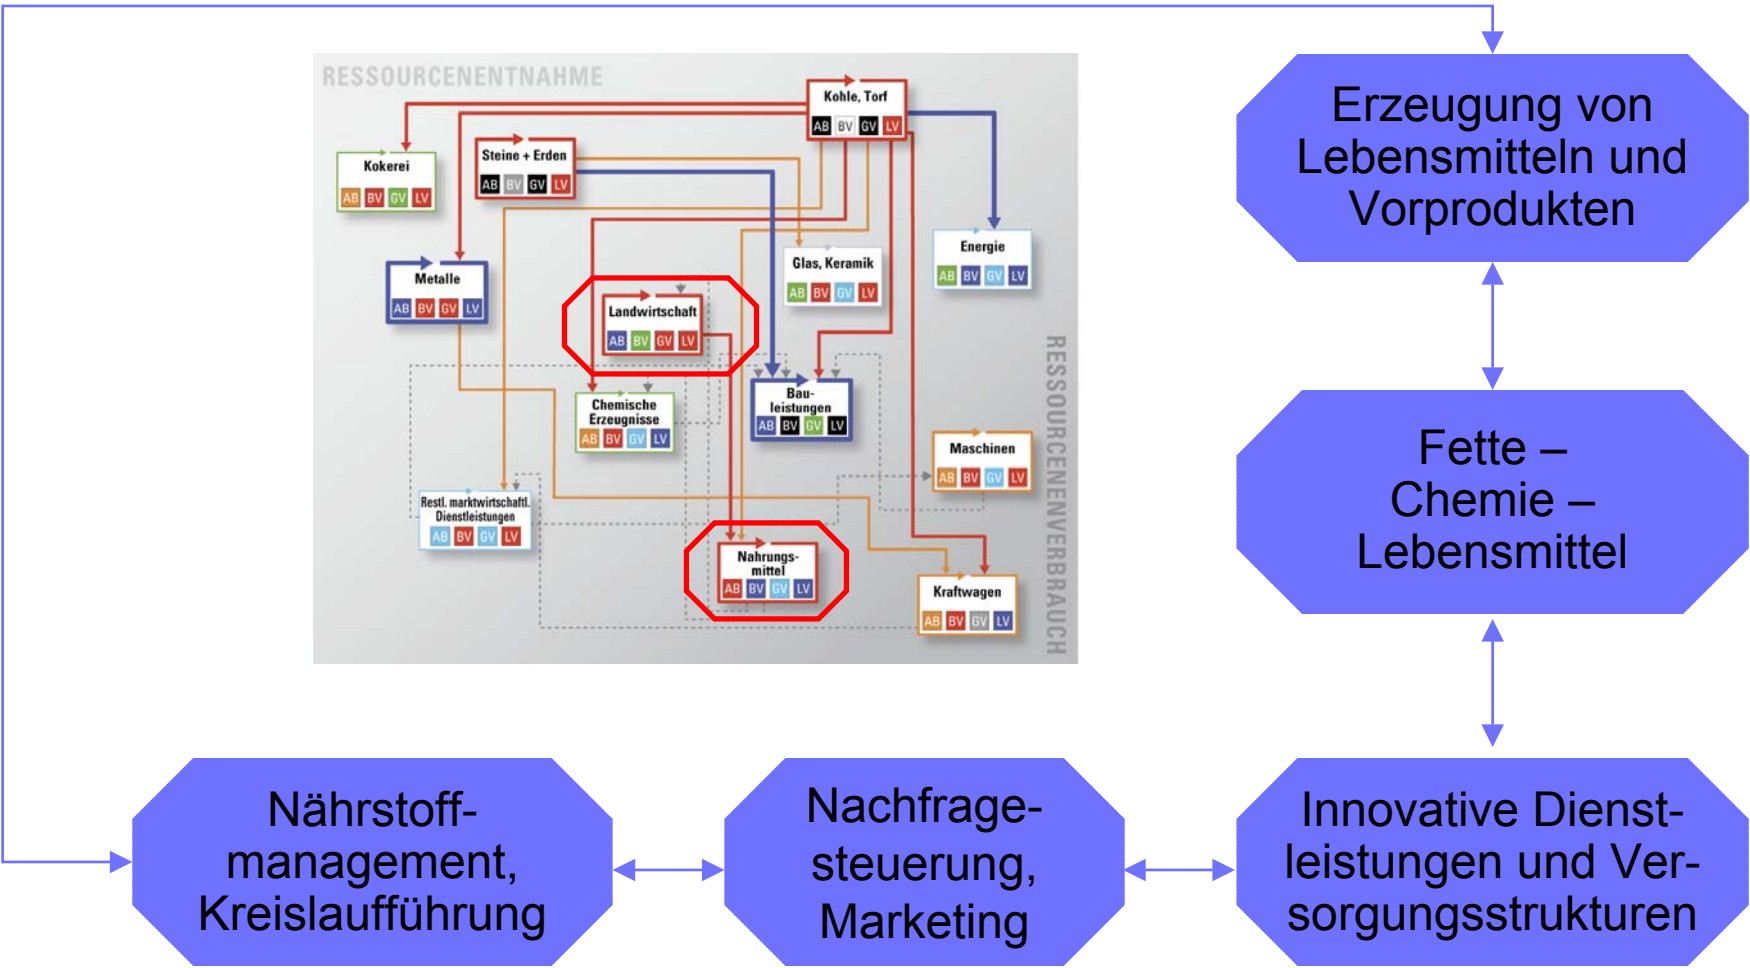 RESSOURCENENTNAHME
Kohle, Torf
AB BV GV LV
Steine + Erden
AB BV GV LV
Kokerei
AB BV GV LV
Energie
AB BV GV LV
Glas, Keramik
AB BV GV LV
Metalle
AB BV GV LV
Landwirtschaft
AB BV GV LV
RESSOURCENVERBRAUCH
Bau-
leistungen
AB BV GV LV
Chemische
Erzeugnisse
AB BV GV LV
Maschinen
AB BV GV LV
Restl. marktwirtschaftl.
Dienstleistungen
AB BV GV LV
Nahrungs-
mittel
AB BV GV LV
Kraftwagen
AB BV GV LV
Erzeugung von
Lebensmitteln und
Vorprodukten
Fette –
Chemie –
Lebensmittel
Innovative Dienst-
leistungen und Ver-
sorgungsstrukturen
Nachfrage-
steuerung,
Marketing
Nährstoff-
management,
Kreislaufführung